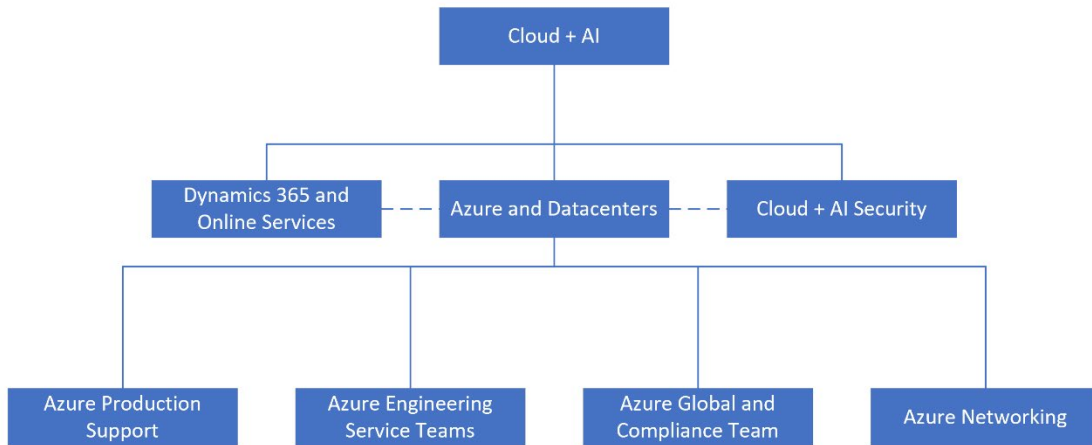 Cloud + AI
Dynamics 365 and
Online Services
Azure and Datacenters
Cloud + AI Security
Azure Production
Support
Azure Engineering
Service Teams
Azure Global and
Compliance Team
Azure Networking